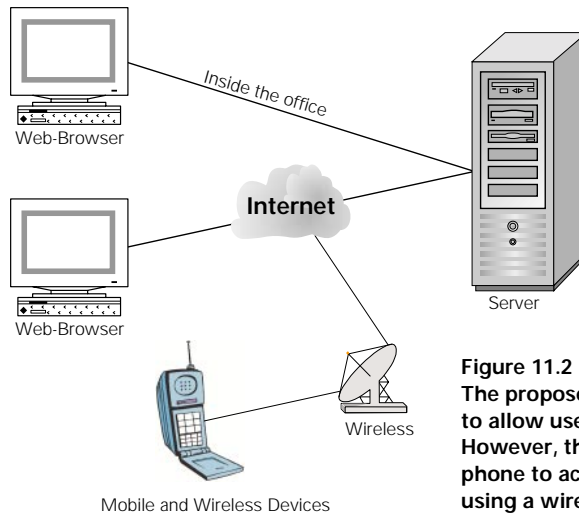 Inside the office
Web-Browser
Internet
Web-Browser
Server
Wireless
Mobile and Wireless Devices
Figure 11.2
The propose
to allow use
However, th
phone to ac
using a wire